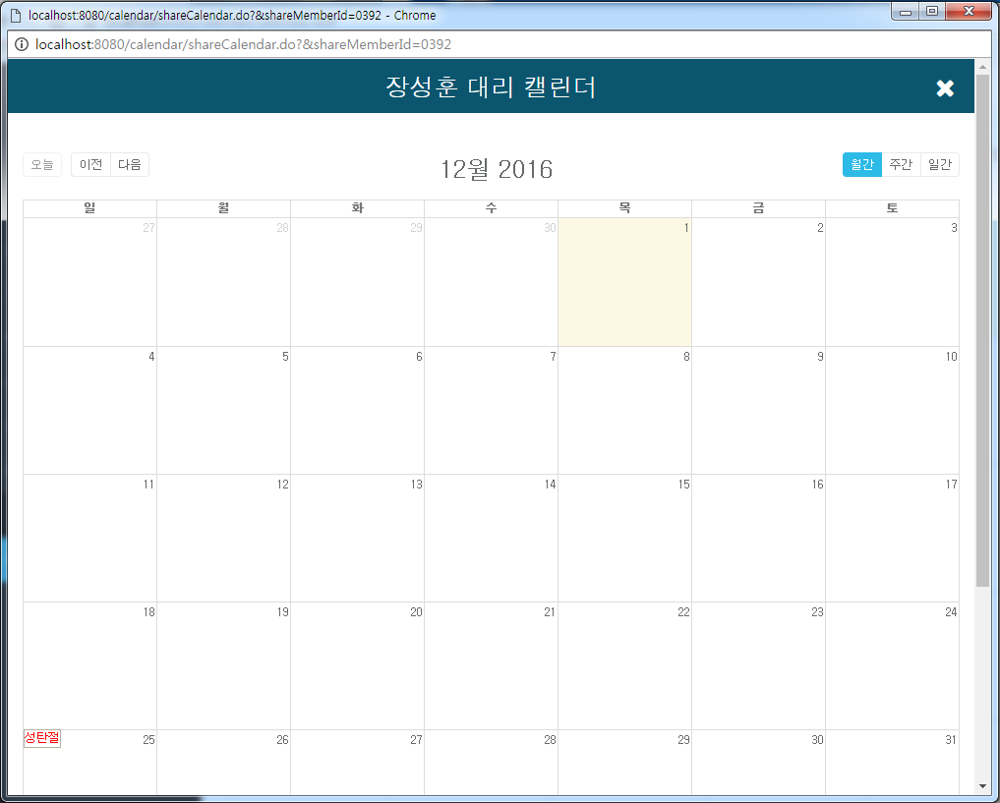 localhost:8080/calendar/shareCalendar.do?&shareMemberId=0392 - Chrome
localhost:8080/calendar/shareCalendar.do?&shareMemberId=0392
장성훈 대리 캘린더
오늘 이전 다음 12월 2016 월간 주간 일간
일 월 화 수 목 금 토
27 28 29 30 1 2 3
4 5 6 7 8 9 10
11 12 13 14 15 16 17
18 19 20 21 22 23 24
성탄절 25 26 27 28 29 30 31